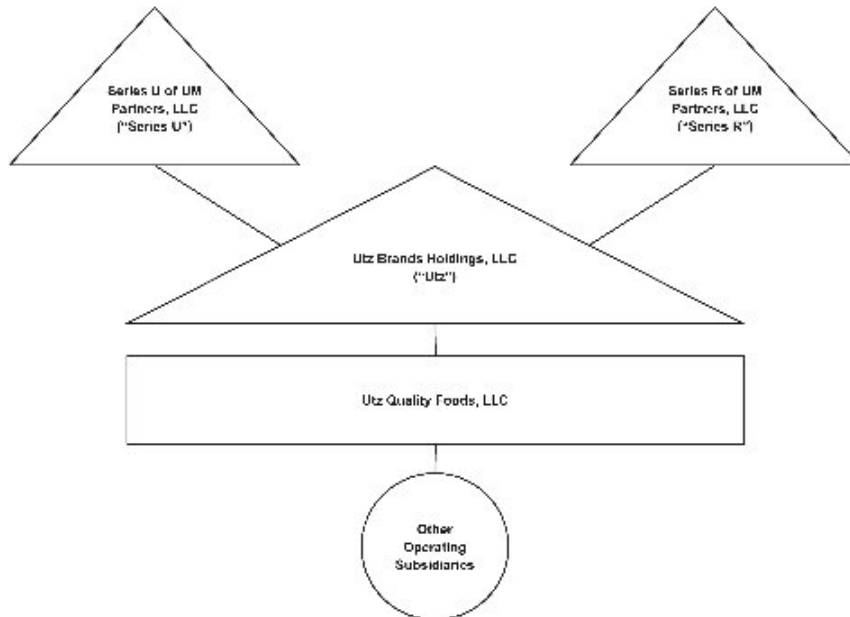 Series U of UM
Partners, LLC
("Series U")
Series R of UM
Partners, LLC
("Series R")
Utz Brands Holdings, LLC
("Utz")
Utz Quality Foods, LLC
Other
Operating
Subsidiaries